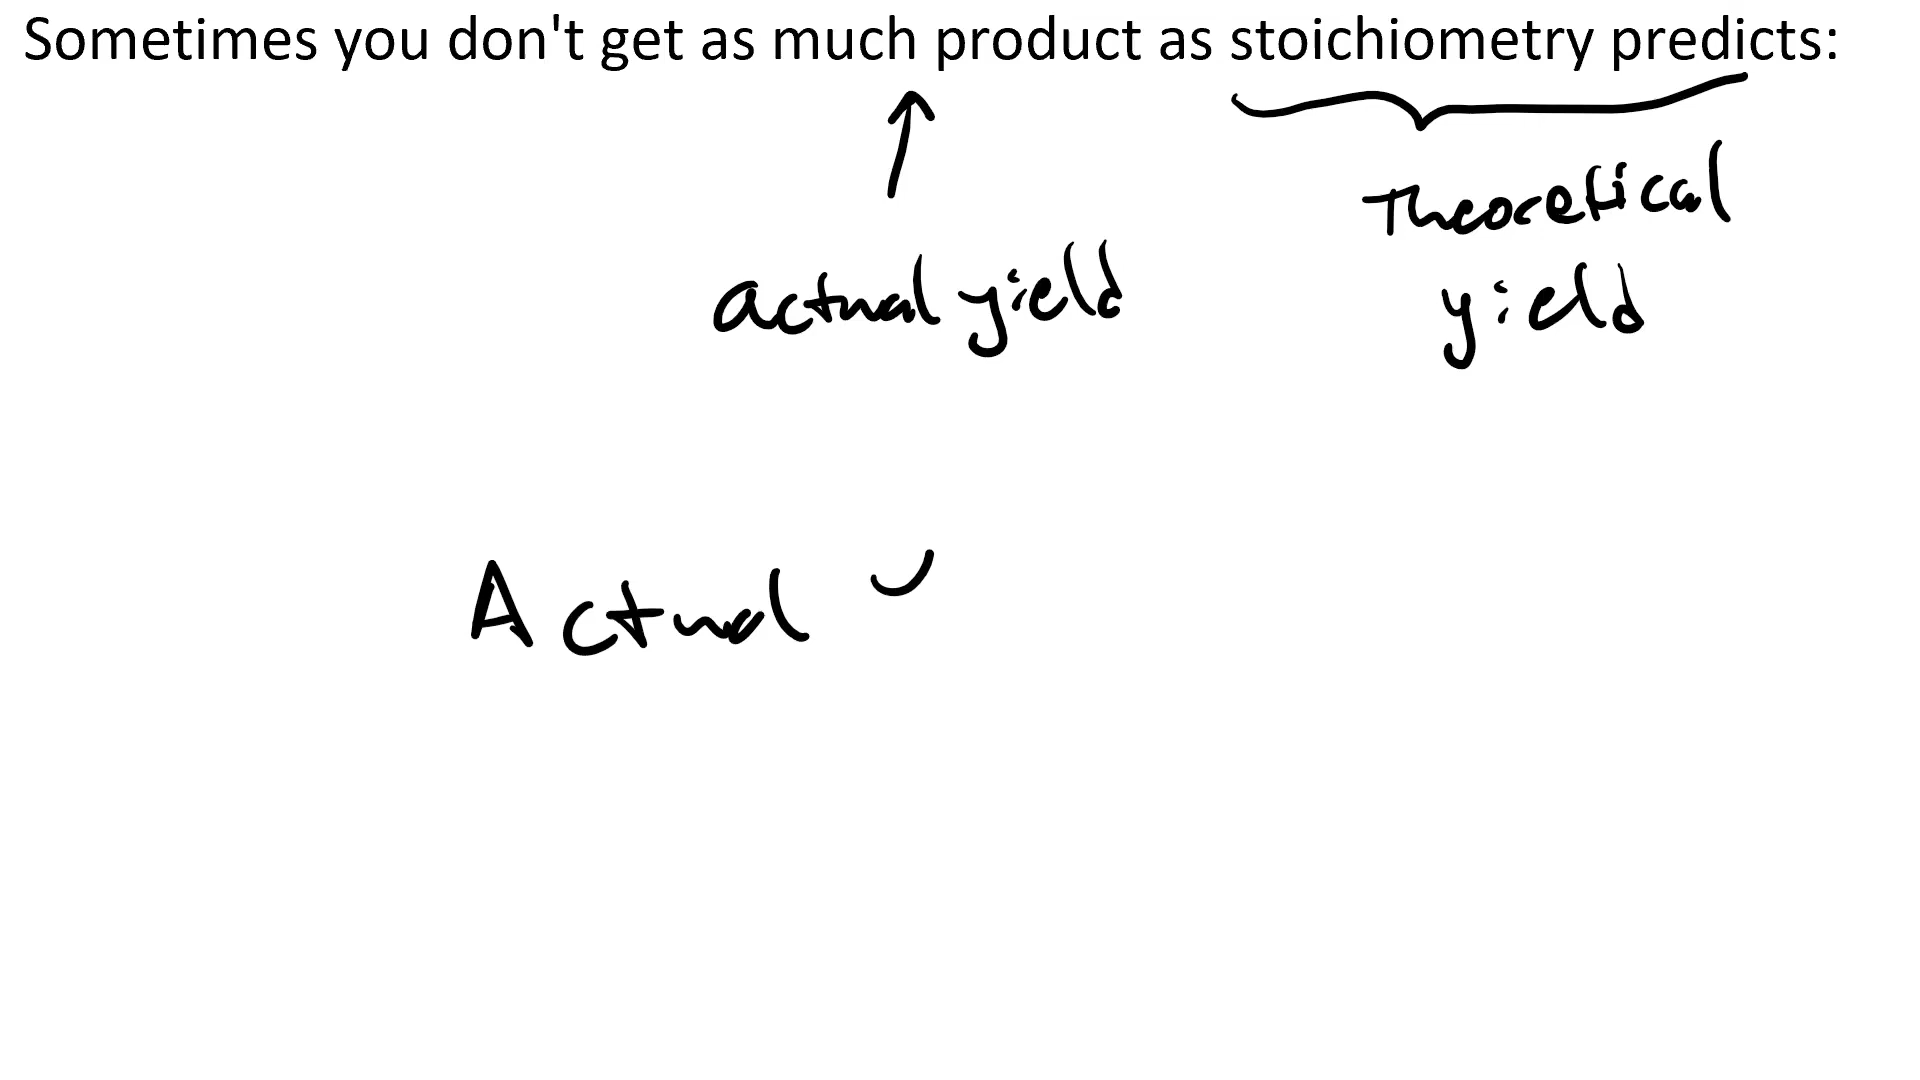 Sometimes you don't get as much product as stoichiometry predicts:
actual yield
Theoretical
yield
Actual